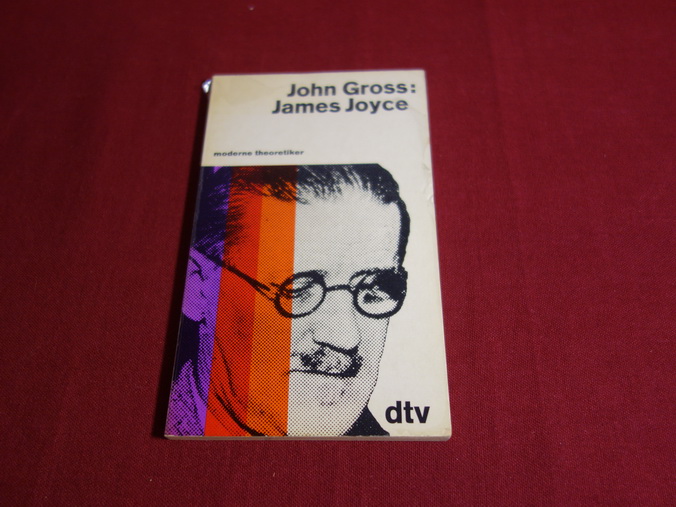 John Gross:
James Joyce
moderne theoretiker
dtv